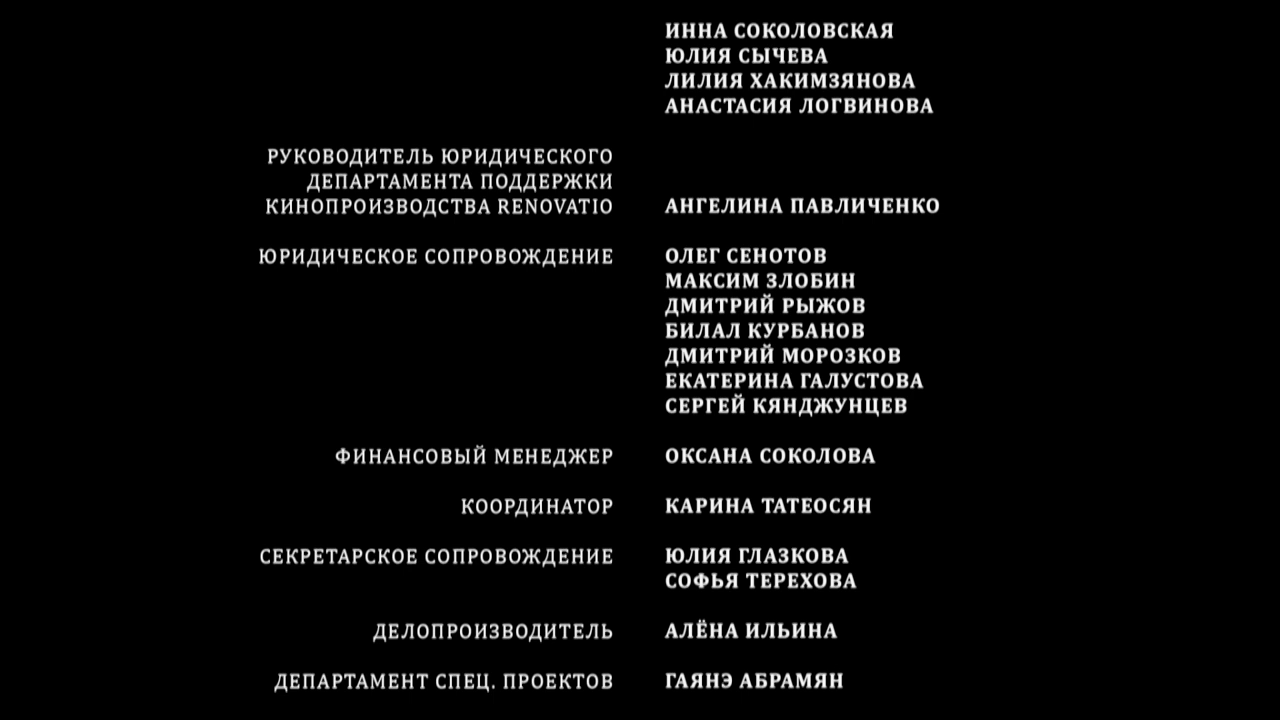 ИННА СОКОЛОВСКАЯ
ЮЛИЯ СЫЧЕВА
ЛИЛИЯ ХАКИМЗЯНОВА
АНАСТАСИЯ ЛОГВИНОВА
РУКОВОДИТЕЛЬ ЮРИДИЧЕСКОГО
ДЕПАРТАМЕНТА ПОДДЕРЖКИ
КИНОПРОИЗВОДСТВА RENOVATIO АНГЕЛИНА ПАВЛИЧЕНКО
ЮРИДИЧЕСКОЕ СОПРОВОЖДЕНИЕ ОЛЕГ СЕНОТОВ
МАКСИМ ЗЛОБИН
ДМИТРИЙ РЫЖОВ
БИЛАЛ КУРБАНОВ
ДМИТРИЙ МОРОЗКОВ
ЕКАТЕРИНА ГАЛУСТОВА
СЕРГЕЙ КЯНДЖУНЦЕВ
ФИНАНСОВЫЙ МЕНЕДЖЕР ОКСАНА СОКОЛОВА
КООРДИНАТОР КАРИНА ТАТЕОСЯН
СЕКРЕТАРСКОЕ СОПРОВОЖДЕНИЕ ЮЛИЯ ГЛАЗКОВА
СОФЬЯ ТЕРЕХОВА
ДЕЛОПРОИЗВОДИТЕЛЬ АЛЁНА ИЛЬИНА
ДЕПАРТАМЕНТ СПЕЦ. ПРОЕКТОВ ГАЯНЭ АБРАМЯН